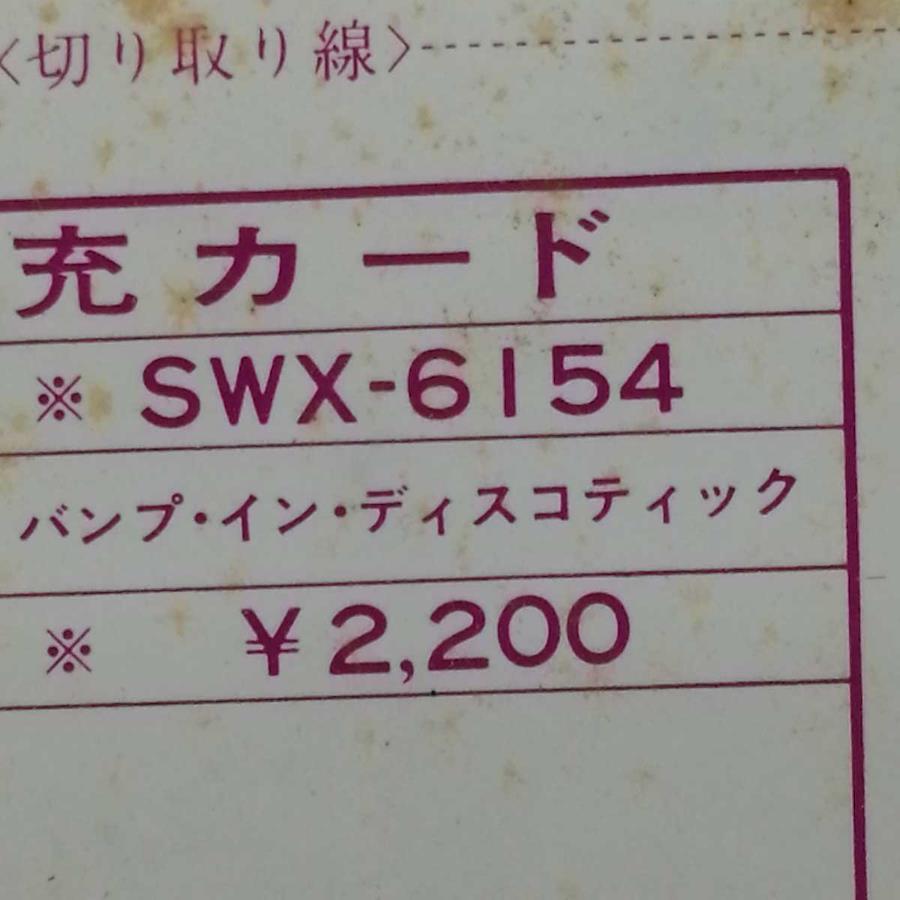 〈切り取り線〉
充カード
※ SWX-6154
バンプ・イン・ディスコティック
※ ¥2,200